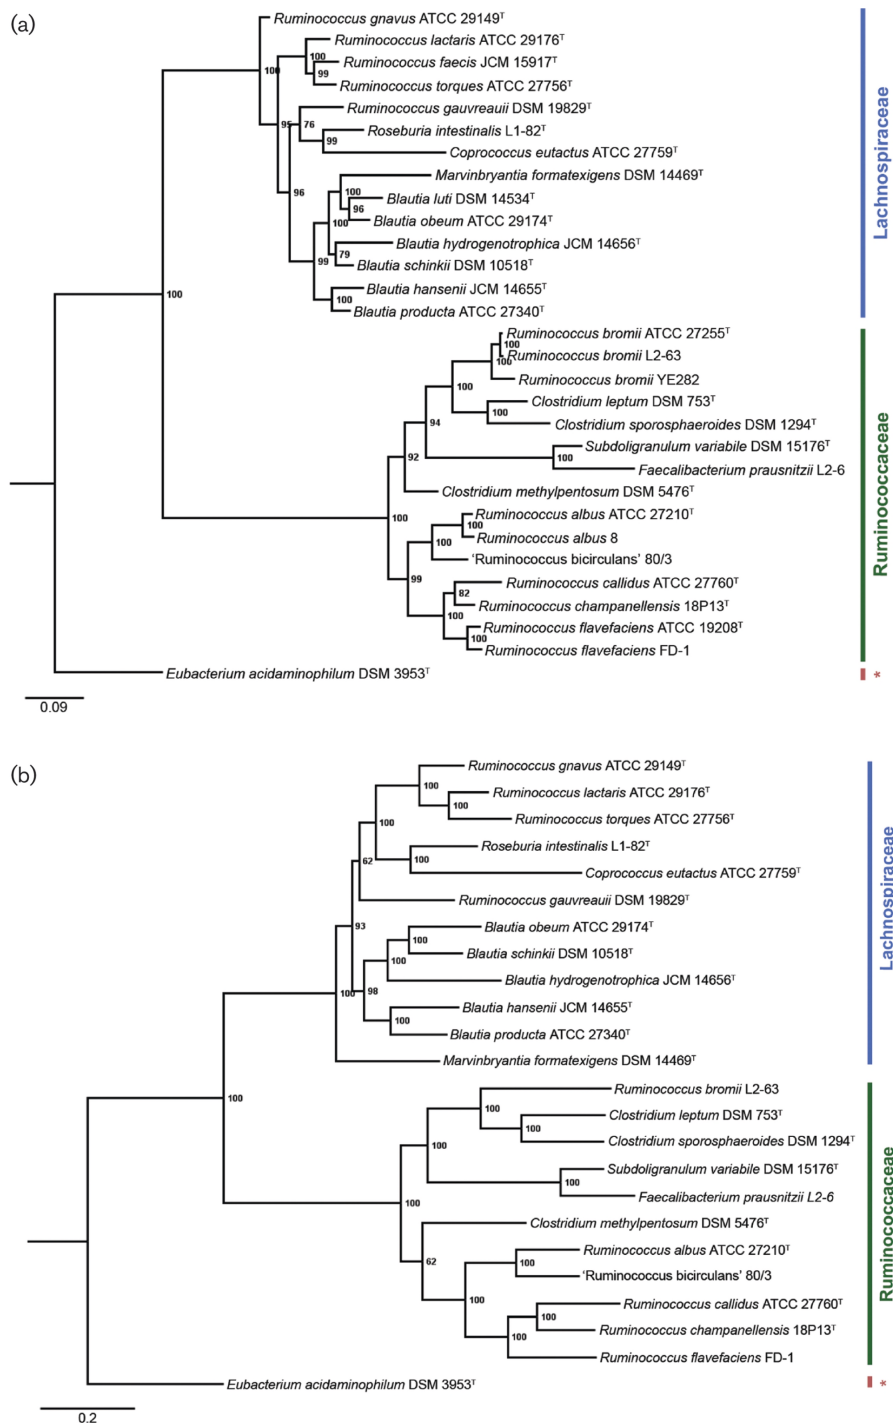 (a)
Ruminococcus gnavus ATCC 29149ᵀ
Ruminococcus lactaris ATCC 29176ᵀ
100
Ruminococcus faecis JCM 15917ᵀ
100
99
Ruminococcus torques ATCC 27756ᵀ
Ruminococcus gauvreauii DSM 19829ᵀ
95
76
Roseburia intestinalis L1-82ᵀ
99
Coprococcus eutactus ATCC 27759ᵀ
Marvinbryantia formatexigens DSM 14469ᵀ
96
100
Blautia luti DSM 14534ᵀ
96
Blautia obeum ATCC 29174ᵀ
100
Blautia hydrogenotrophica JCM 14656ᵀ
79
99
Blautia schinkii DSM 10518ᵀ
Blautia hansenii JCM 14655ᵀ
100
100
Blautia producta ATCC 27340ᵀ
Lachnospiraceae
Ruminococcus bromii ATCC 27255ᵀ
100
Ruminococcus bromii L2-63
100
Ruminococcus bromii YE282
100
Clostridium leptum DSM 753ᵀ
100
Clostridium sporosphaeroides DSM 1294ᵀ
94
Subdoligranulum variabile DSM 15176ᵀ
92
100
Faecalibacterium prausnitzii L2-6
Clostridium methylpentosum DSM 5476ᵀ
Ruminococcus albus ATCC 27210ᵀ
100
100
Ruminococcus albus 8
100
'Ruminococcus bicirculans' 80/3
99
Ruminococcus callidus ATCC 27760ᵀ
82
Ruminococcus champanellensis 18P13ᵀ
100
Ruminococcus flavefaciens ATCC 19208ᵀ
100
Ruminococcus flavefaciens FD-1
Ruminococcaceae
Eubacterium acidaminophilum DSM 3953ᵀ
*
0.09
(b)
Ruminococcus gnavus ATCC 29149ᵀ
100
Ruminococcus lactaris ATCC 29176ᵀ
100
Ruminococcus torques ATCC 27756ᵀ
100
Roseburia intestinalis L1-82ᵀ
62
100
Coprococcus eutactus ATCC 27759ᵀ
Ruminococcus gauvreauii DSM 19829ᵀ
93
Blautia obeum ATCC 29174ᵀ
100
Blautia schinkii DSM 10518ᵀ
100
Blautia hydrogenotrophica JCM 14656ᵀ
100
98
Blautia hansenii JCM 14655ᵀ
100
Blautia producta ATCC 27340ᵀ
Marvinbryantia formatexigens DSM 14469ᵀ
Lachnospiraceae
100
Ruminococcus bromii L2-63
100
Clostridium leptum DSM 753ᵀ
100
Clostridium sporosphaeroides DSM 1294ᵀ
100
Subdoligranulum variabile DSM 15176ᵀ
100
Faecalibacterium prausnitzii L2-6
100
Clostridium methylpentosum DSM 5476ᵀ
62
Ruminococcus albus ATCC 27210ᵀ
100
'Ruminococcus bicirculans' 80/3
100
Ruminococcus callidus ATCC 27760ᵀ
100
Ruminococcus champanellensis 18P13ᵀ
100
Ruminococcus flavefaciens FD-1
Ruminococcaceae
Eubacterium acidaminophilum DSM 3953ᵀ
*
0.2